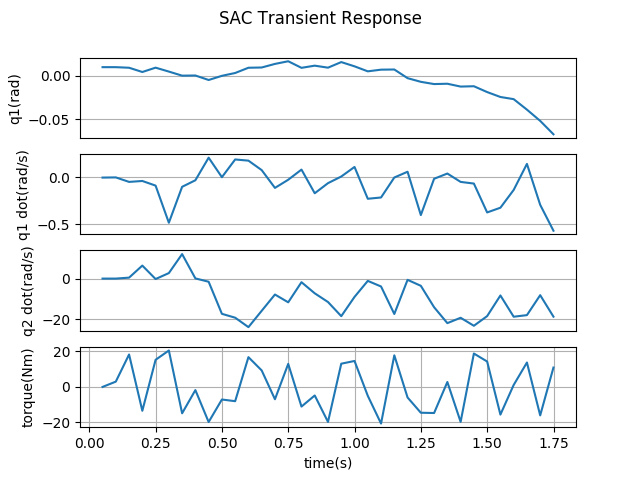 SAC Transient Response
q1(rad)
0.00
−0.05
q1 dot(rad/s)
0.0
−0.5
q2 dot(rad/s)
0
−20
torque(Nm)
20
0
−20
0.00 0.25 0.50 0.75 1.00 1.25 1.50 1.75
time(s)